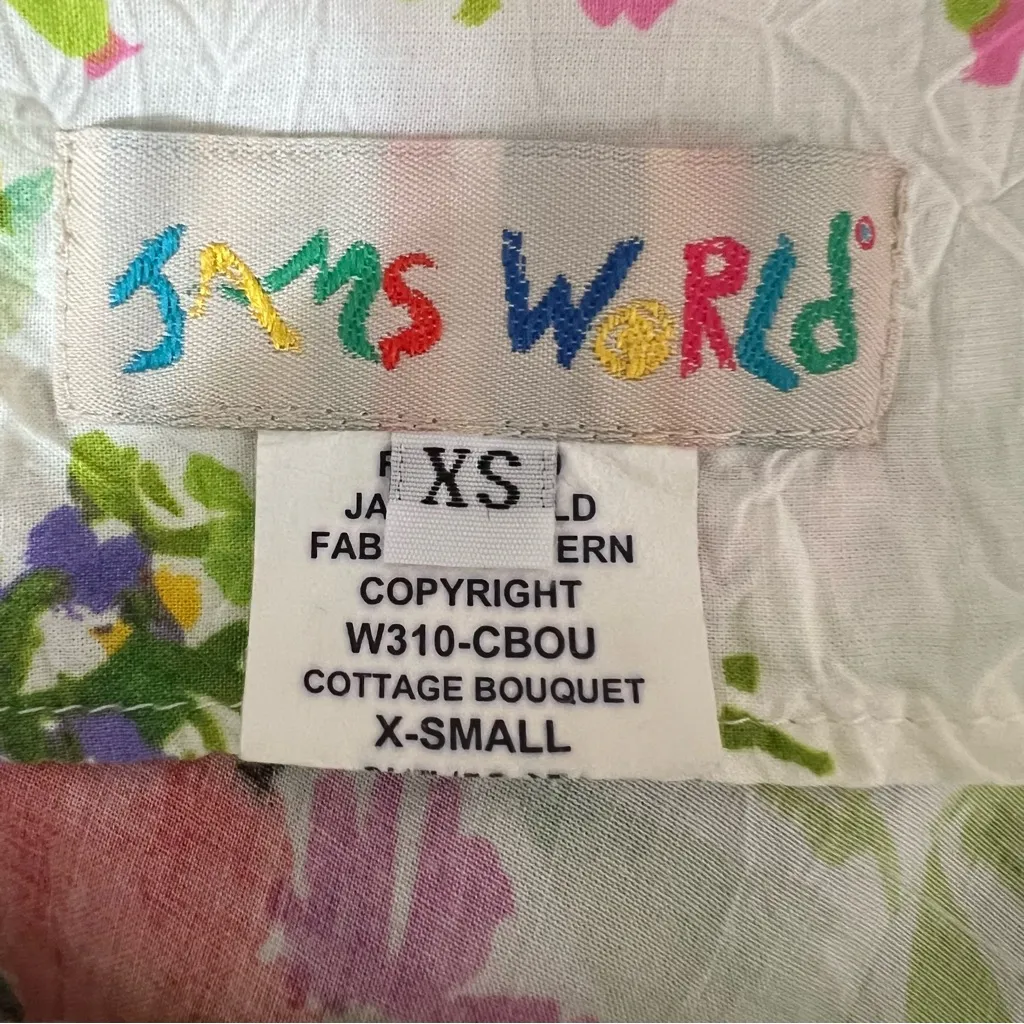 JAMS WORLD
XS
COPYRIGHT
W310-CBOU
COTTAGE BOUQUET
X-SMALL